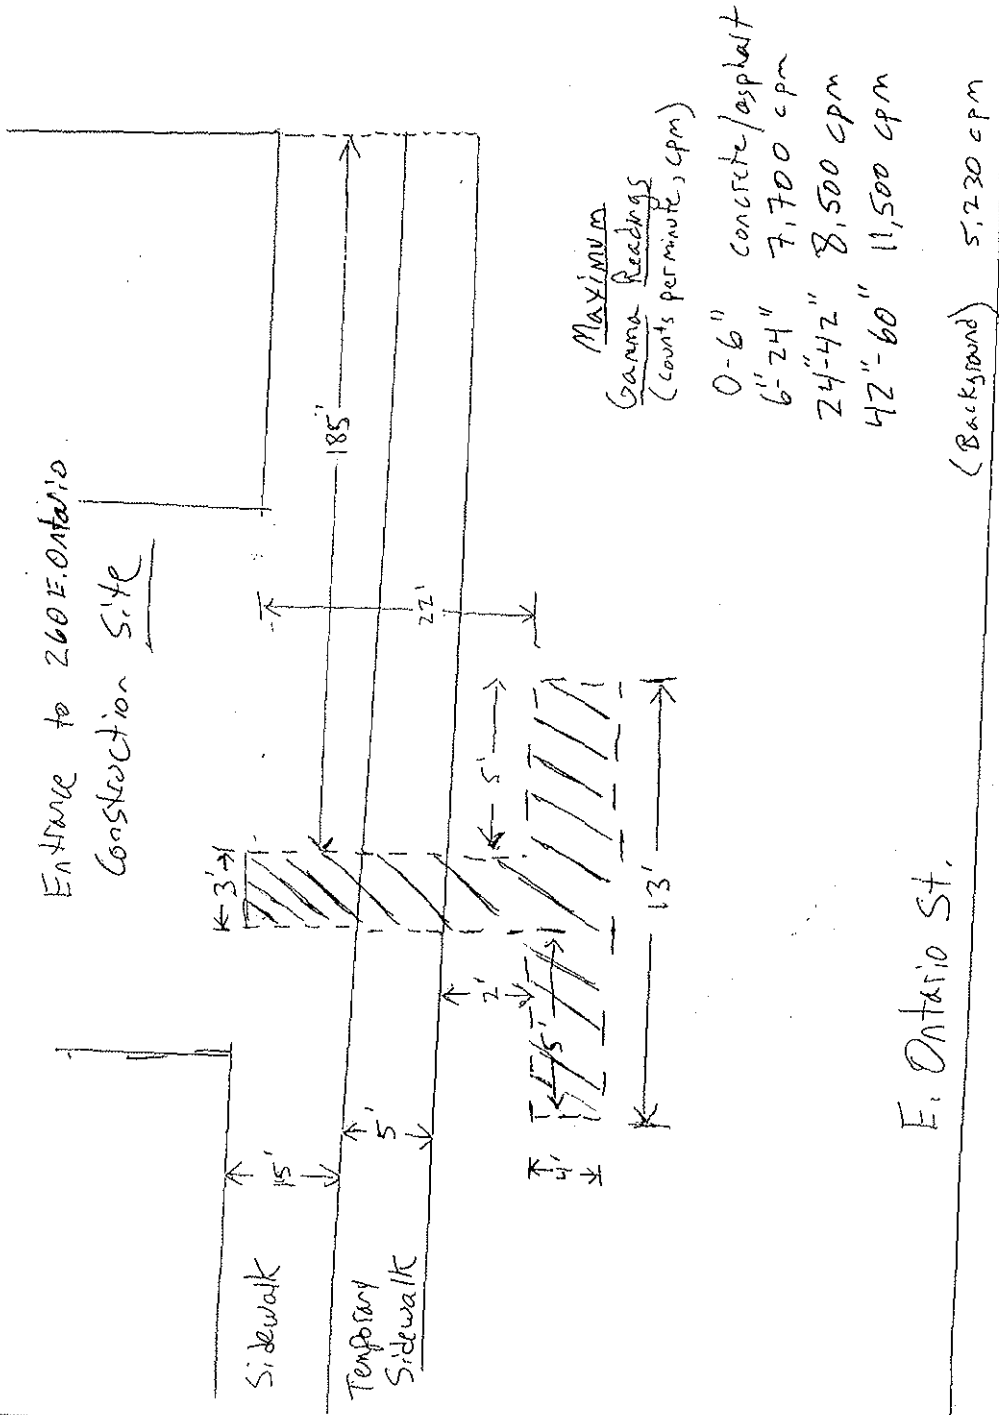 Entrance to 260 E. Ontario
Construction Site
185'
22'
← 3' →
5'
2'
5'
13'
4'
15'
5'
Sidewalk
Temporary
Sidewalk
E. Ontario St.
Maximum
Gamma Readings
(counts per minute, cpm)
0-6" concrete/asphalt
6"-24" 7,700 cpm
24"-42" 8,500 cpm
42"-60" 11,500 cpm
(Background) 5,230 cpm